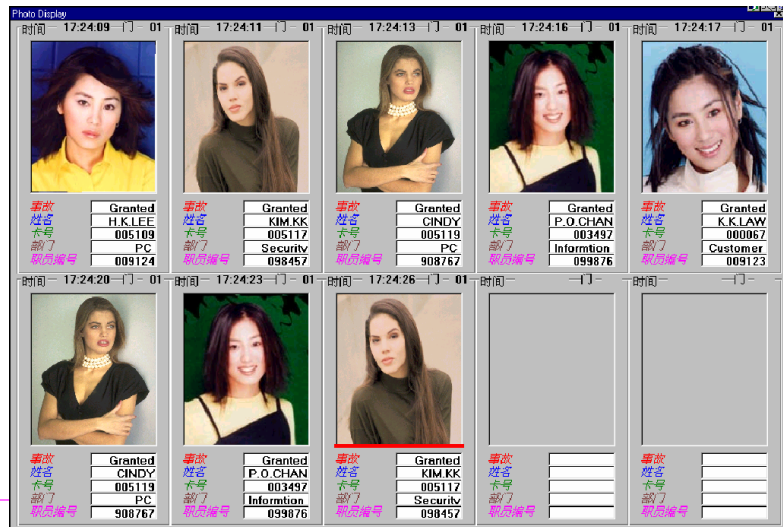 Photo Display
时间 17:24:09 门 - 01 时间 17:24:11 门 - 01 时间 17:24:13 门 - 01 时间 17:24:16 门 01 时间 17:24:17 门 - 01
事故 Granted
姓名 H.K.LEE
卡号 005109
部门 PC
职员编号 009124
事故 Granted
姓名 KIM.KK
卡号 005117
部门 Security
职员编号 098457
事故 Granted
姓名 CINDY
卡号 005119
部门 PC
职员编号 908767
事故 Granted
姓名 P.O.CHAN
卡号 003497
部门 Informtion
职员编号 099876
事故 Granted
姓名 K.K.LAW
卡号 000067
部门 Customer
职员编号 009123
时间 17:24:20 门 - 01 时间 17:24:23 门 - 01 时间 17:24:26 门 - 01 时间 门 - 时间 门 -
事故 Granted
姓名 CINDY
卡号 005119
部门 PC
职员编号 908767
事故 Granted
姓名 P.O.CHAN
卡号 003497
部门 Informtion
职员编号 099876
事故 Granted
姓名 KIM.KK
卡号 005117
部门 Security
职员编号 098457
事故
姓名
卡号
部门
职员编号
事故
姓名
卡号
部门
职员编号